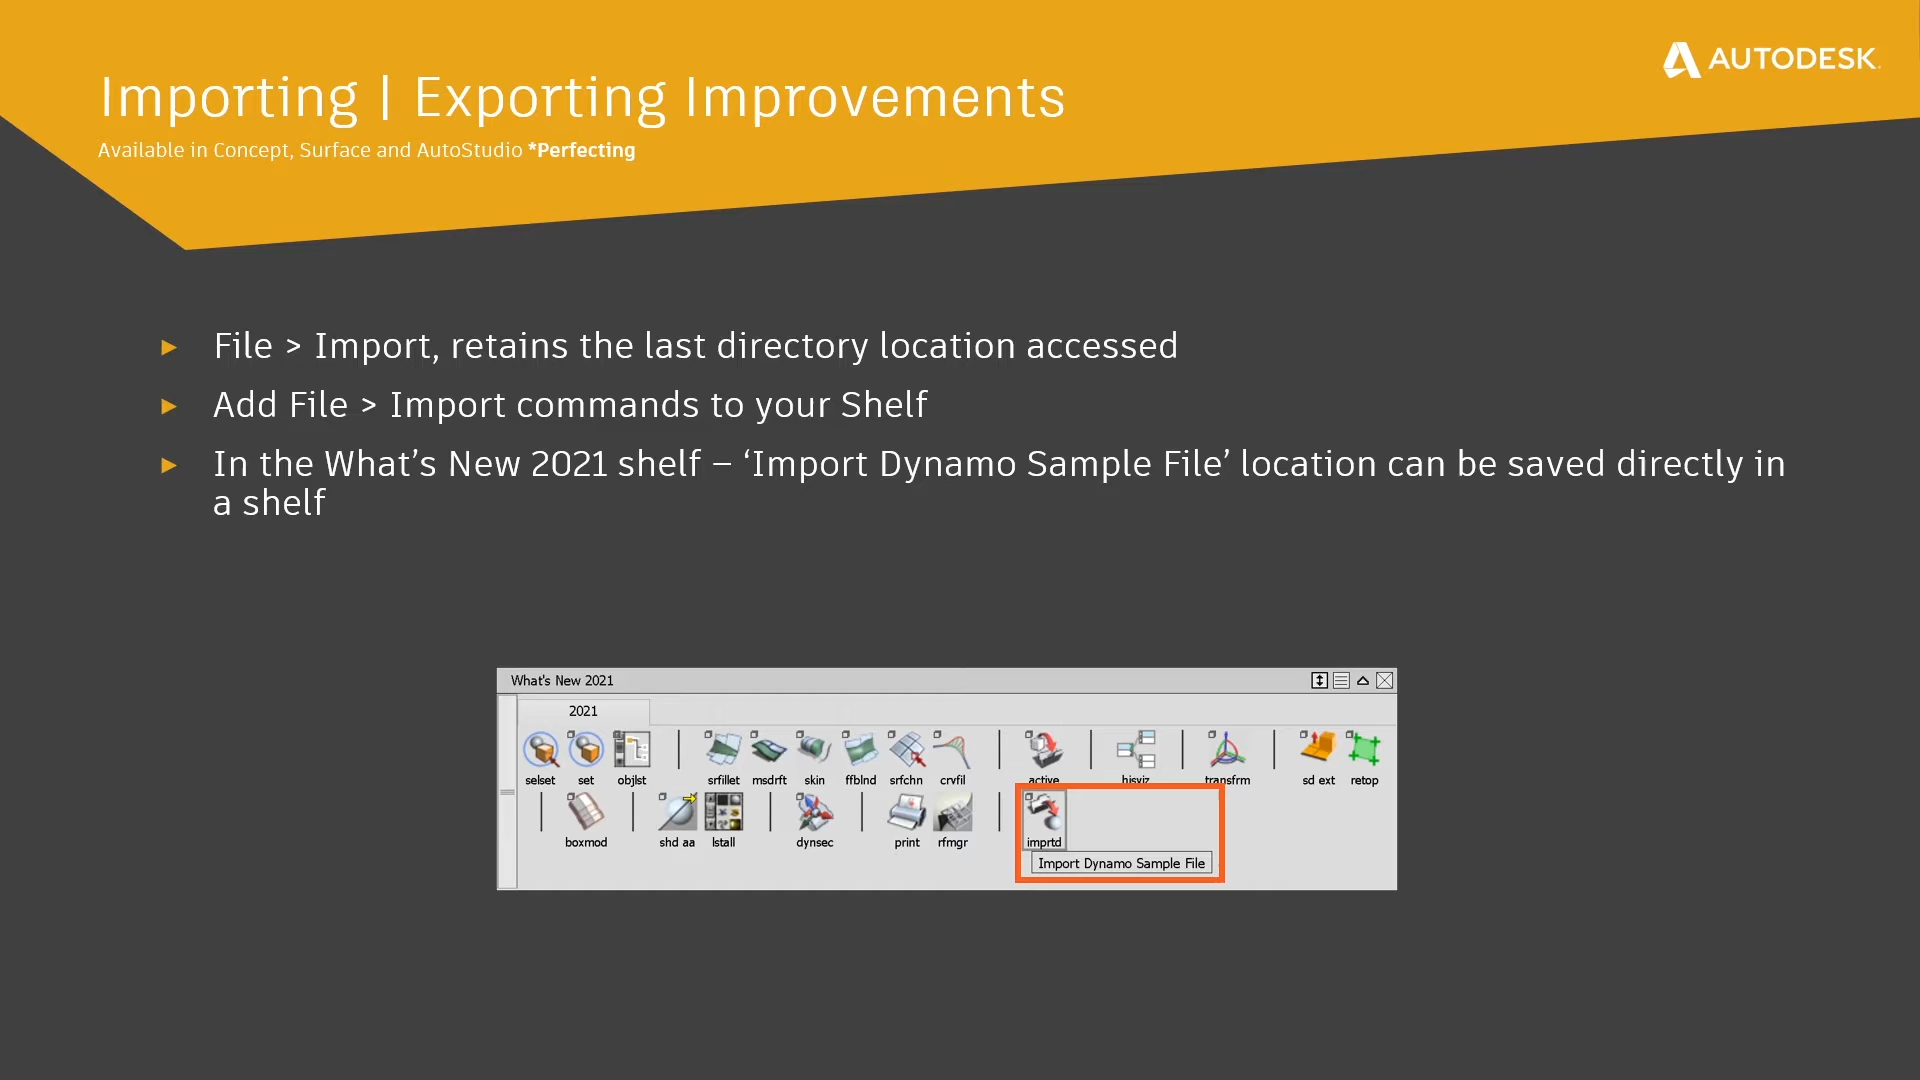 AUTODESK.
Importing | Exporting Improvements
Available in Concept, Surface and AutoStudio *Perfecting
File > Import, retains the last directory location accessed
Add File > Import commands to your Shelf
In the What’s New 2021 shelf – ‘Import Dynamo Sample File’ location can be saved directly in
a shelf
What's New 2021
2021
selset set objlst srfillet msdrft skin ffblnd srfchn crvfil active hisviz transfrm sd ext retop
boxmod shd aa lstall dynsec print rfmgr imprtd
Import Dynamo Sample File